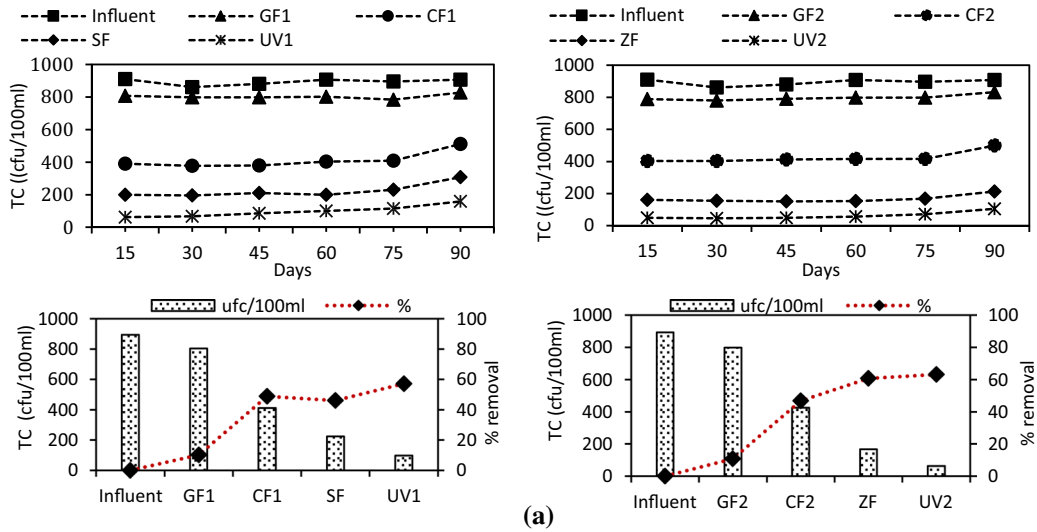 Influent GF1 CF1
SF UV1
TC ((cfu/100ml)
1000
800
600
400
200
0
15 30 45 60 75 90
Days
Influent GF2 CF2
ZF UV2
TC ((cfu/100ml)
1000
800
600
400
200
0
15 30 45 60 75 90
Days
ufc/100ml %
TC (cfu/100ml)
1000
800
600
400
200
0
100
80
60
40
20
0
% removal
Influent GF1 CF1 SF UV1
ufc/100ml %
TC (cfu/100ml)
1000
800
600
400
200
0
100
80
60
40
20
0
% removal
Influent GF2 CF2 ZF UV2
(a)